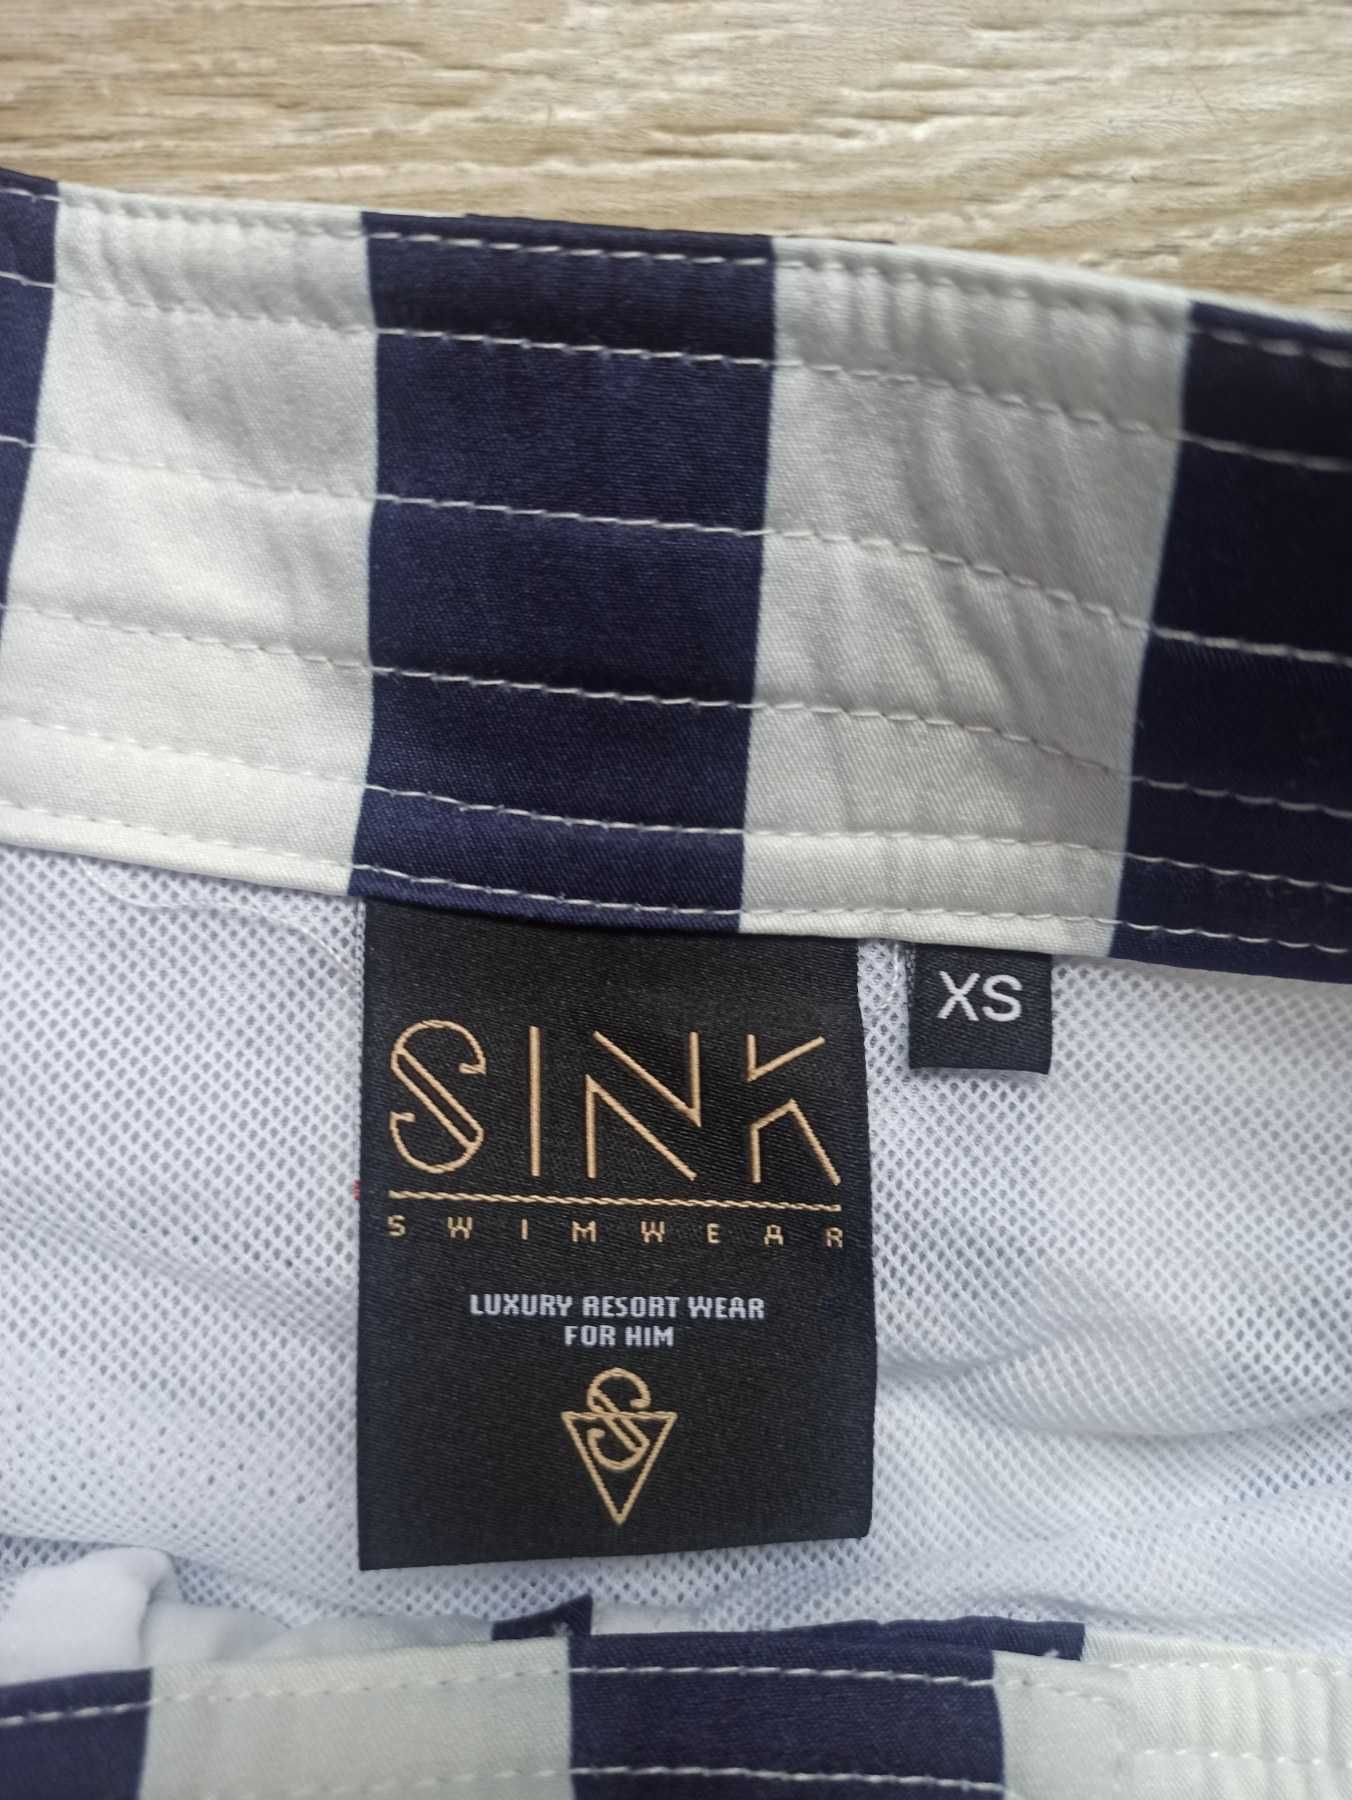 XS
SINK
SWIMWEAR
LUXURY RESORT WEAR
FOR HIM
S